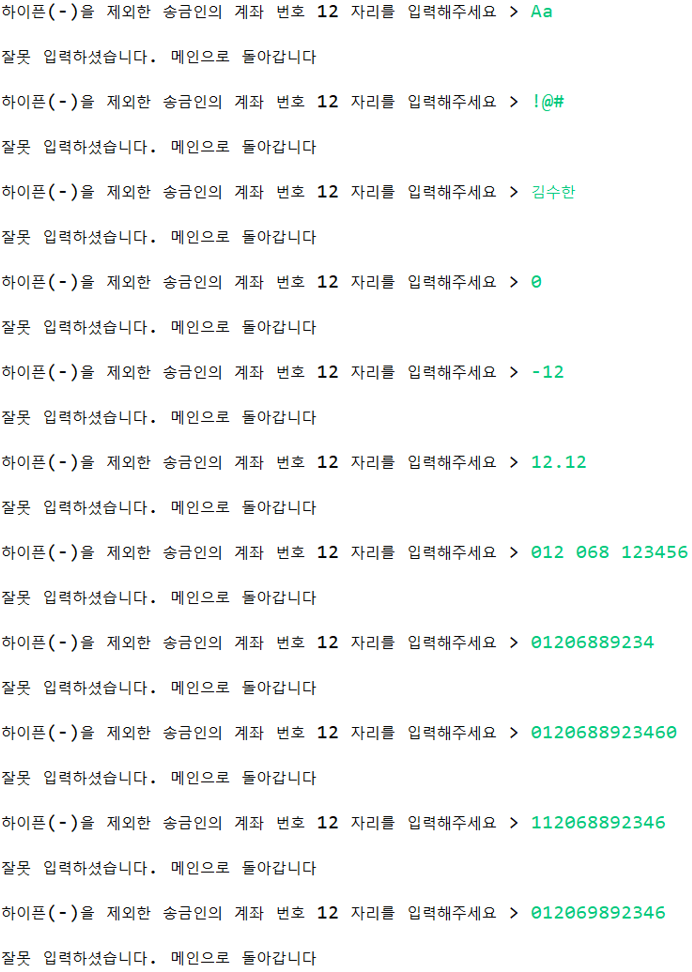 하이픈(-)을 제외한 송금인의 계좌 번호 12 자리를 입력해주세요 > Aa
잘못 입력하셨습니다. 메인으로 돌아갑니다
하이픈(-)을 제외한 송금인의 계좌 번호 12 자리를 입력해주세요 > !@#
잘못 입력하셨습니다. 메인으로 돌아갑니다
하이픈(-)을 제외한 송금인의 계좌 번호 12 자리를 입력해주세요 > 김수한
잘못 입력하셨습니다. 메인으로 돌아갑니다
하이픈(-)을 제외한 송금인의 계좌 번호 12 자리를 입력해주세요 > 0
잘못 입력하셨습니다. 메인으로 돌아갑니다
하이픈(-)을 제외한 송금인의 계좌 번호 12 자리를 입력해주세요 > -12
잘못 입력하셨습니다. 메인으로 돌아갑니다
하이픈(-)을 제외한 송금인의 계좌 번호 12 자리를 입력해주세요 > 12.12
잘못 입력하셨습니다. 메인으로 돌아갑니다
하이픈(-)을 제외한 송금인의 계좌 번호 12 자리를 입력해주세요 > 012 068 123456
잘못 입력하셨습니다. 메인으로 돌아갑니다
하이픈(-)을 제외한 송금인의 계좌 번호 12 자리를 입력해주세요 > 01206889234
잘못 입력하셨습니다. 메인으로 돌아갑니다
하이픈(-)을 제외한 송금인의 계좌 번호 12 자리를 입력해주세요 > 0120688923460
잘못 입력하셨습니다. 메인으로 돌아갑니다
하이픈(-)을 제외한 송금인의 계좌 번호 12 자리를 입력해주세요 > 112068892346
잘못 입력하셨습니다. 메인으로 돌아갑니다
하이픈(-)을 제외한 송금인의 계좌 번호 12 자리를 입력해주세요 > 012069892346
잘못 입력하셨습니다. 메인으로 돌아갑니다